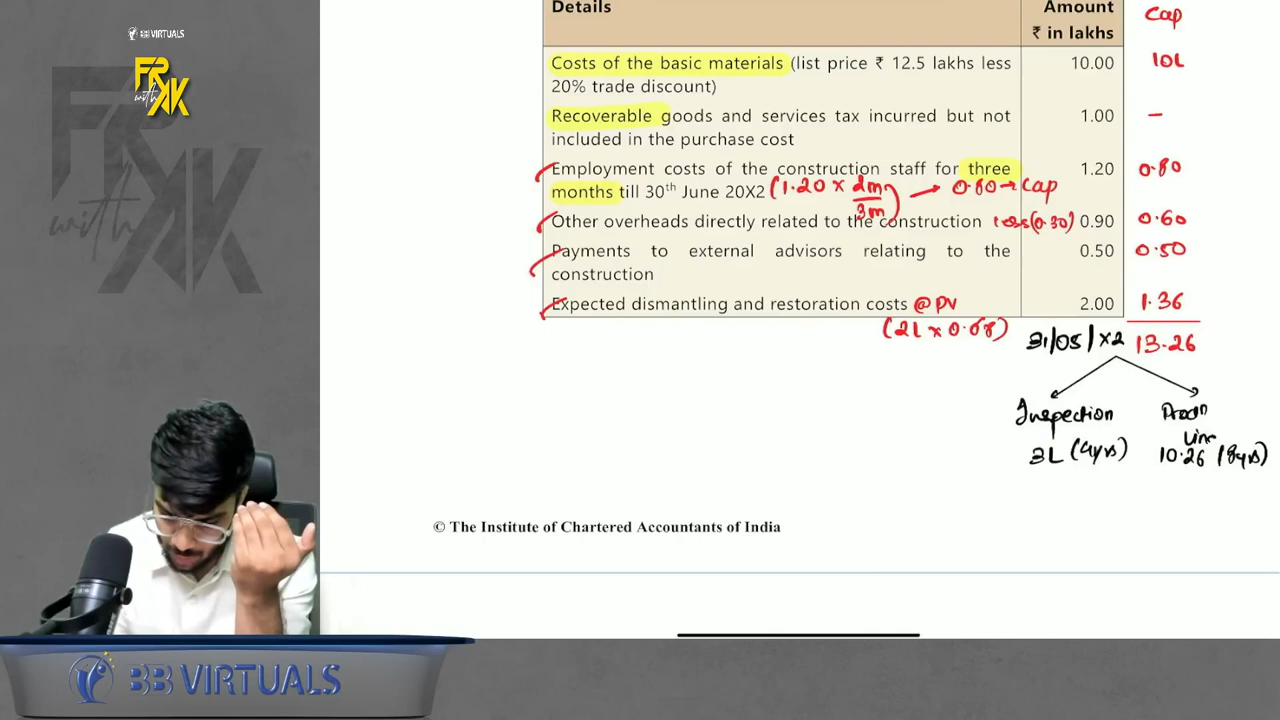 BB VIRTUALS
FR
with
AK
FR
with
AK
Details
Amount
₹ in lakhs
Cap
Costs of the basic materials (list price ₹ 12.5 lakhs less
20% trade discount)
10.00
10L
Recoverable goods and services tax incurred but not
included in the purchase cost
1.00
-
Employment costs of the construction staff for three
months till 30th June 20X2 (1.20 x 2m/3m) → 0.80 → Cap
1.20
0.80
Other overheads directly related to the construction
(0.30)
0.90
0.60
Payments to external advisors relating to the
construction
0.50
0.50
Expected dismantling and restoration costs @ PV
(2L x 0.68)
2.00
1.36
31/05/X2
13.26
Inspection
3L (4yrs)
Line
10.26 (8yrs)
© The Institute of Chartered Accountants of India
BB VIRTUALS